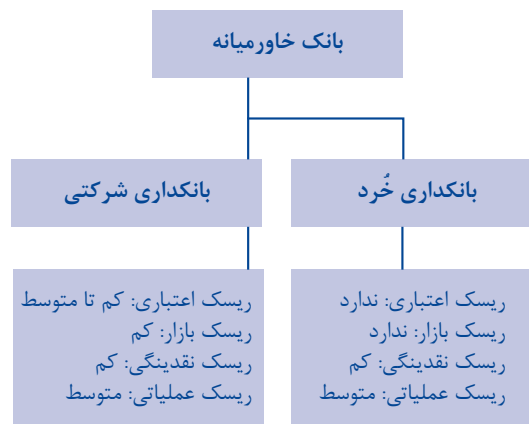 بانک خاورمیانه
بانکداری خُرد
بانکداری شرکتی
ریسک اعتباری: ندارد
ریسک بازار: ندارد
ریسک نقدینگی: کم
ریسک عملیاتی: متوسط
ریسک اعتباری: کم تا متوسط
ریسک بازار: کم
ریسک نقدینگی: کم
ریسک عملیاتی: متوسط